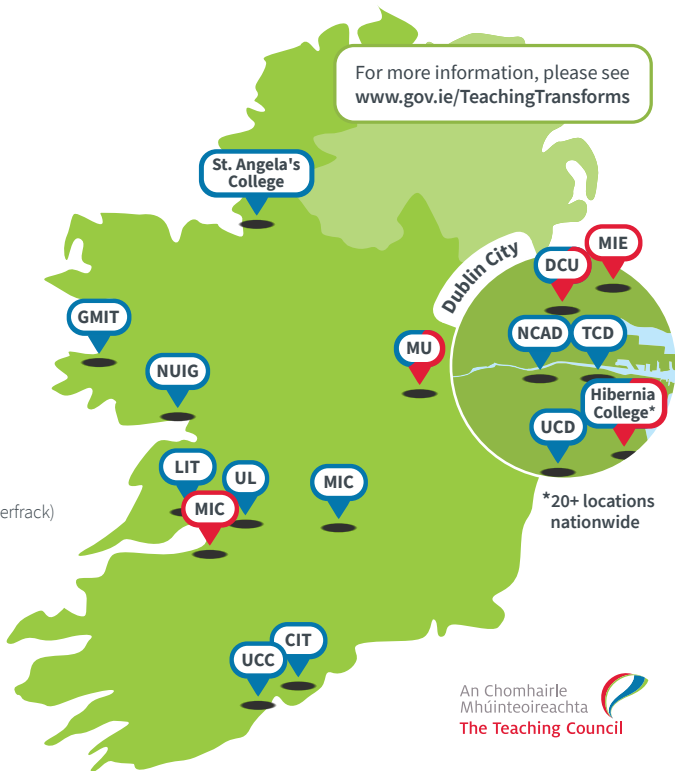 For more information, please see
www.gov.ie/TeachingTransforms
St. Angela's
College
Dublin City
MIE
DCU
GMIT
NCAD
TCD
MU
NUIG
Hibernia
College*
UCD
LIT
UL
MIC
MIC
*20+ locations
nationwide
erfrack)
CIT
UCC
An Chomhairle
Mhúinteoireachta
The Teaching Council